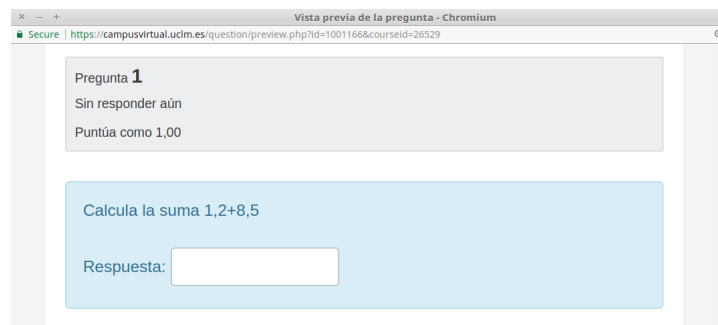 Vista previa de la pregunta - Chromium
Secure | https://campusvirtual.uclm.es/question/preview.php?id=1001166&courseid=26529
Pregunta 1
Sin responder aún
Puntúa como 1,00
Calcula la suma 1,2+8,5
Respuesta: